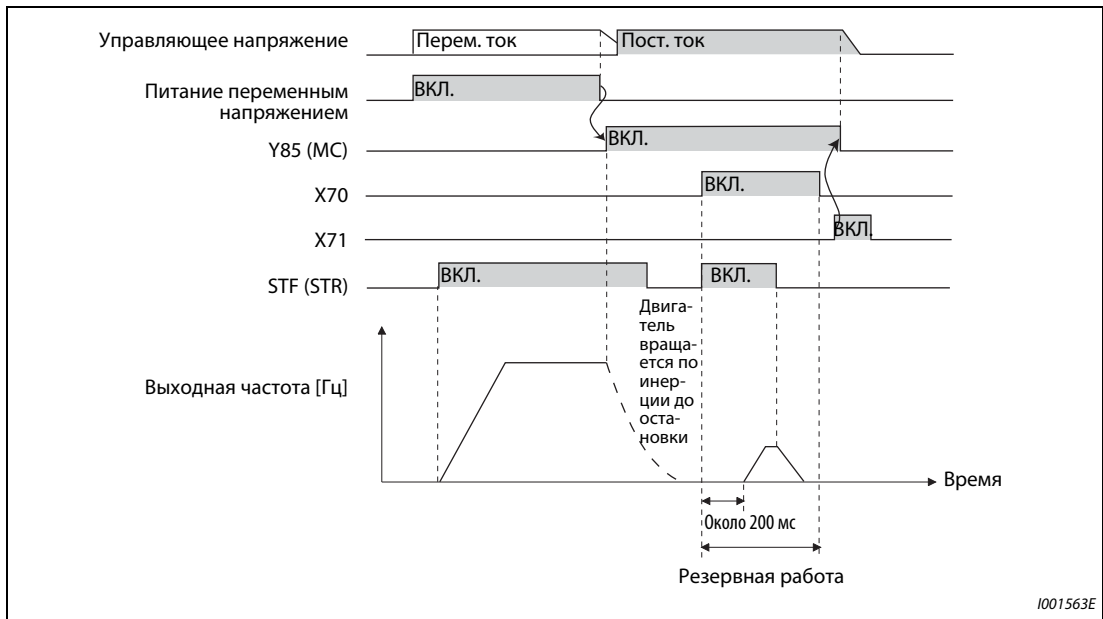 Управляющее напряжение
Перем. ток
Пост. ток
Питание переменным
напряжением
ВКЛ.
Y85 (MC)
ВКЛ.
X70
ВКЛ.
X71
ВКЛ.
STF (STR)
ВКЛ.
ВКЛ.
Двига-
тель
враща-
ется по
инер-
ции до
оста-
новки
Выходная частота [Гц]
Время
Около 200 мс
Резервная работа
I001563E